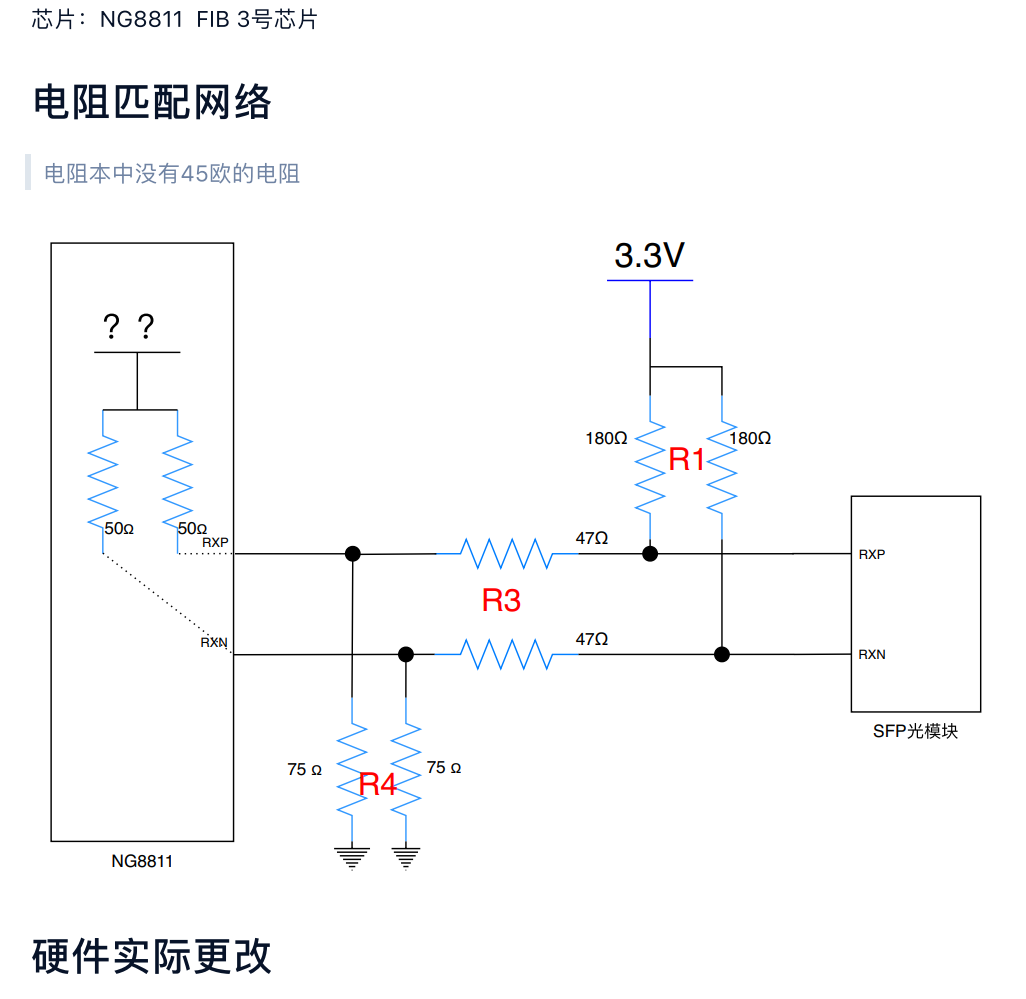 芯片：NG8811 FIB 3号芯片
电阻匹配网络
电阻本中没有45欧的电阻
3.3V
？？
180Ω
R1
180Ω
50Ω
50Ω
RXP
47Ω
RXP
R3
RXN
47Ω
RXN
SFP光模块
75 Ω
R4
75 Ω
NG8811
硬件实际更改